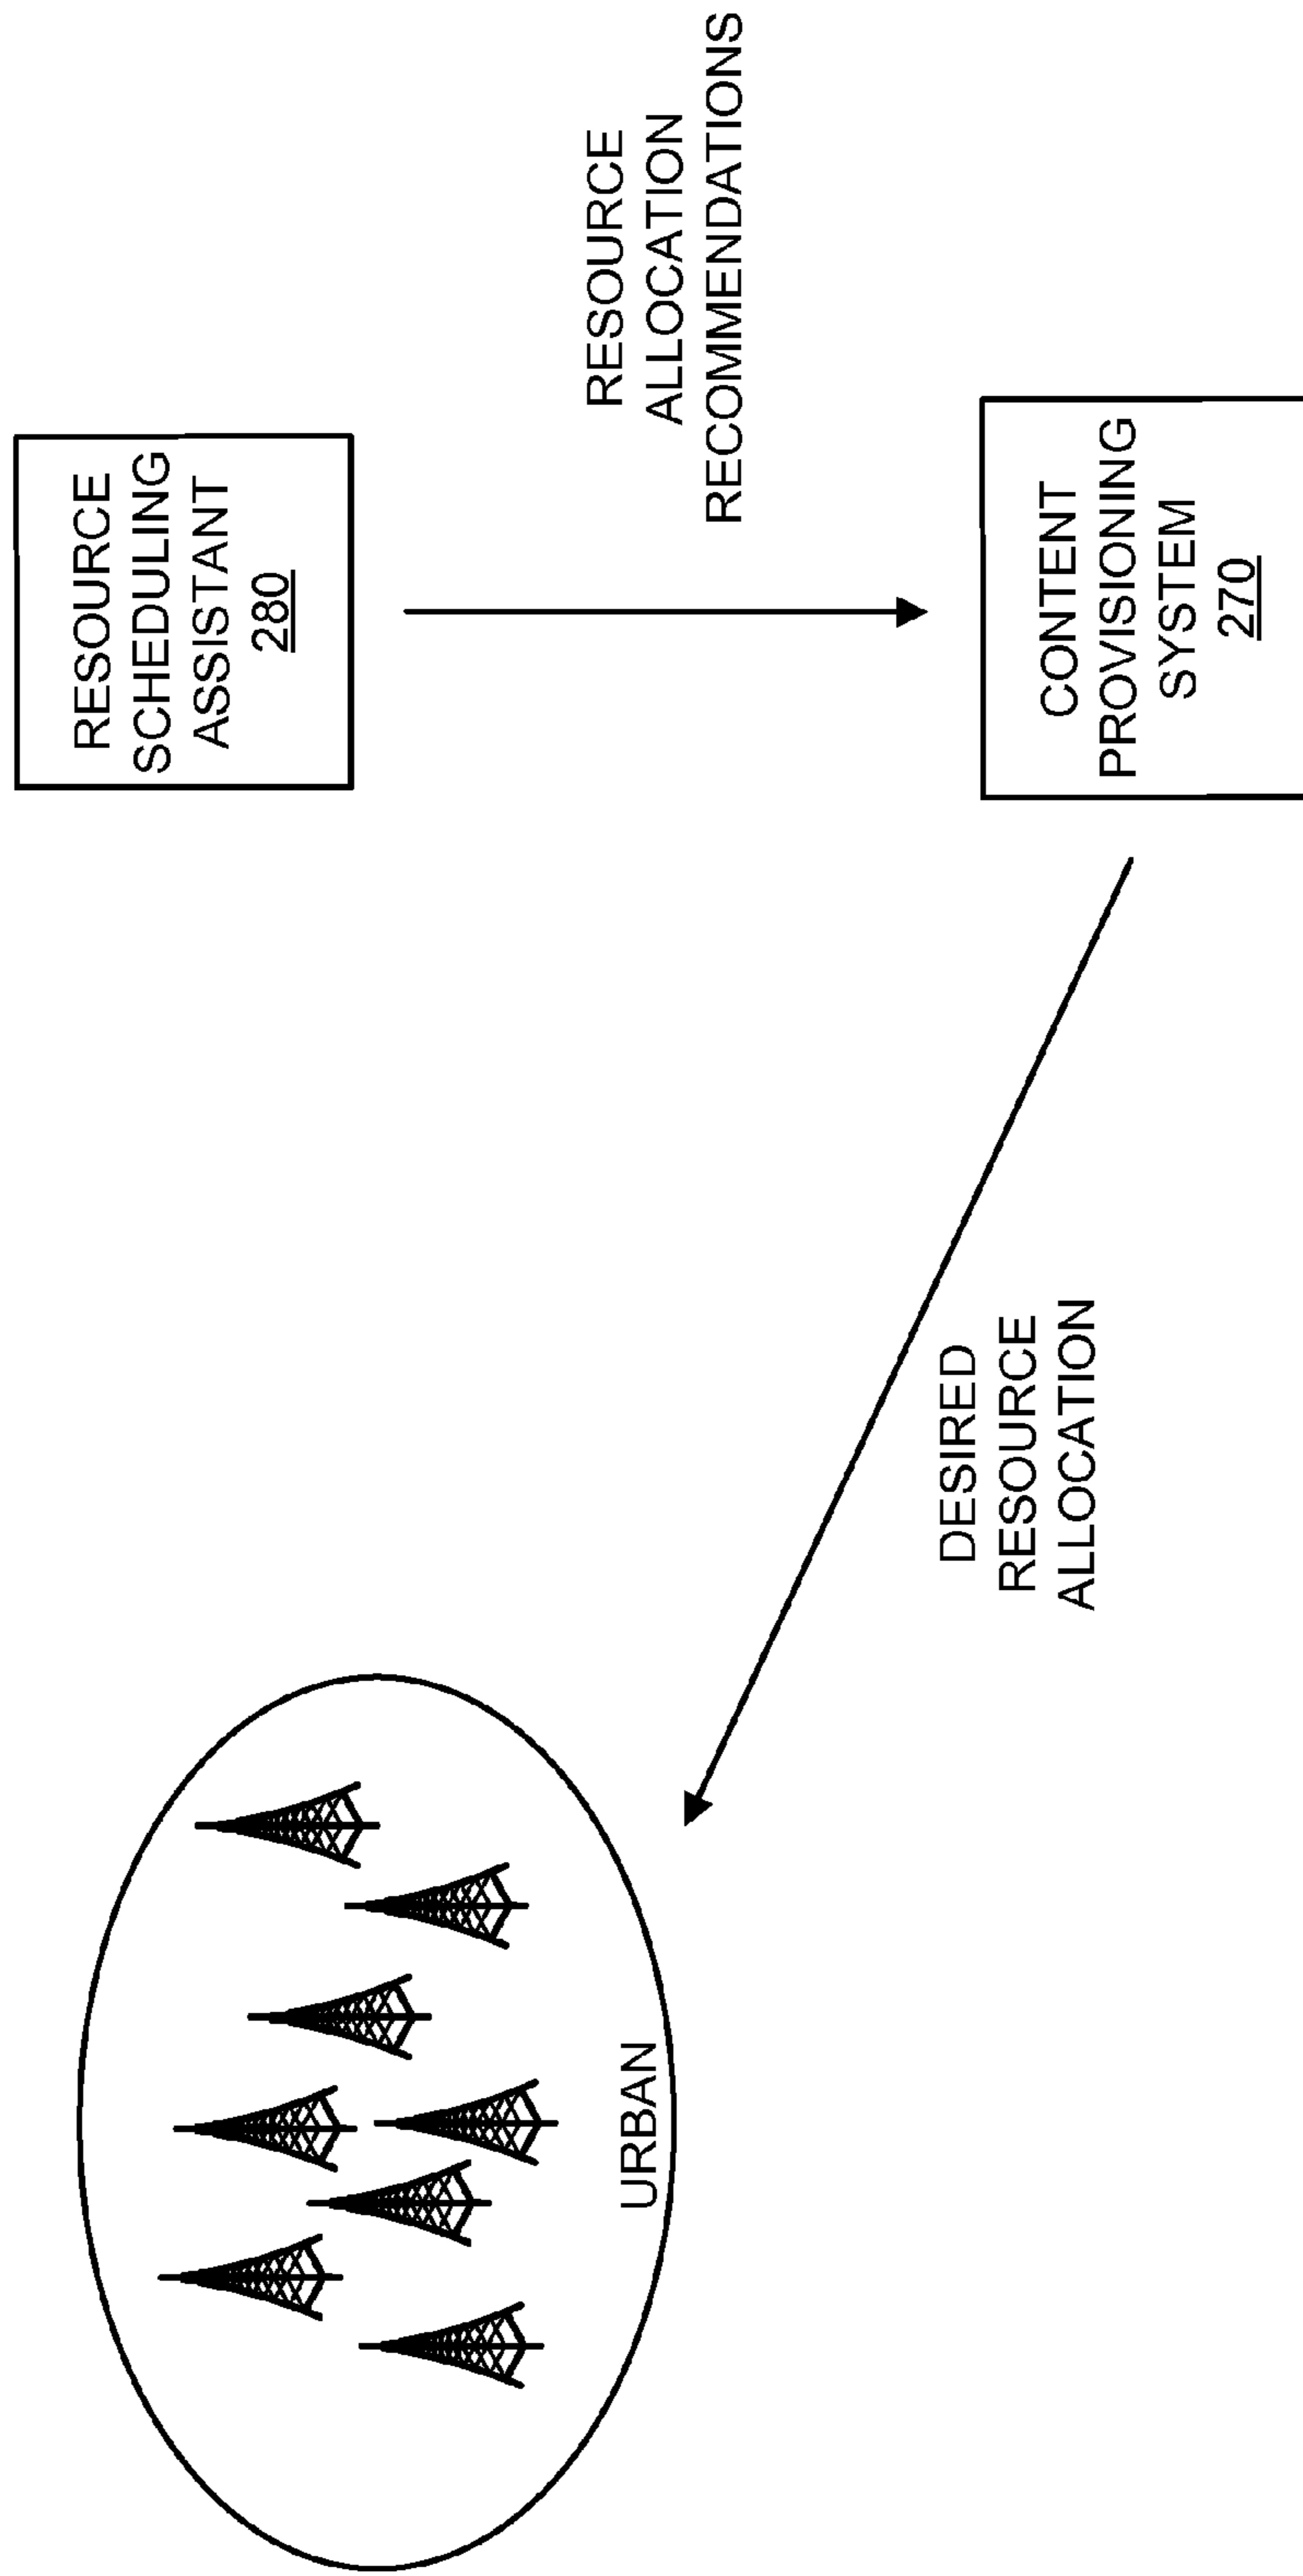 RESOURCE
SCHEDULING
ASSISTANT
280
RESOURCE
ALLOCATION
RECOMMENDATIONS
CONTENT
PROVISIONING
SYSTEM
270
DESIRED
RESOURCE
ALLOCATION
URBAN